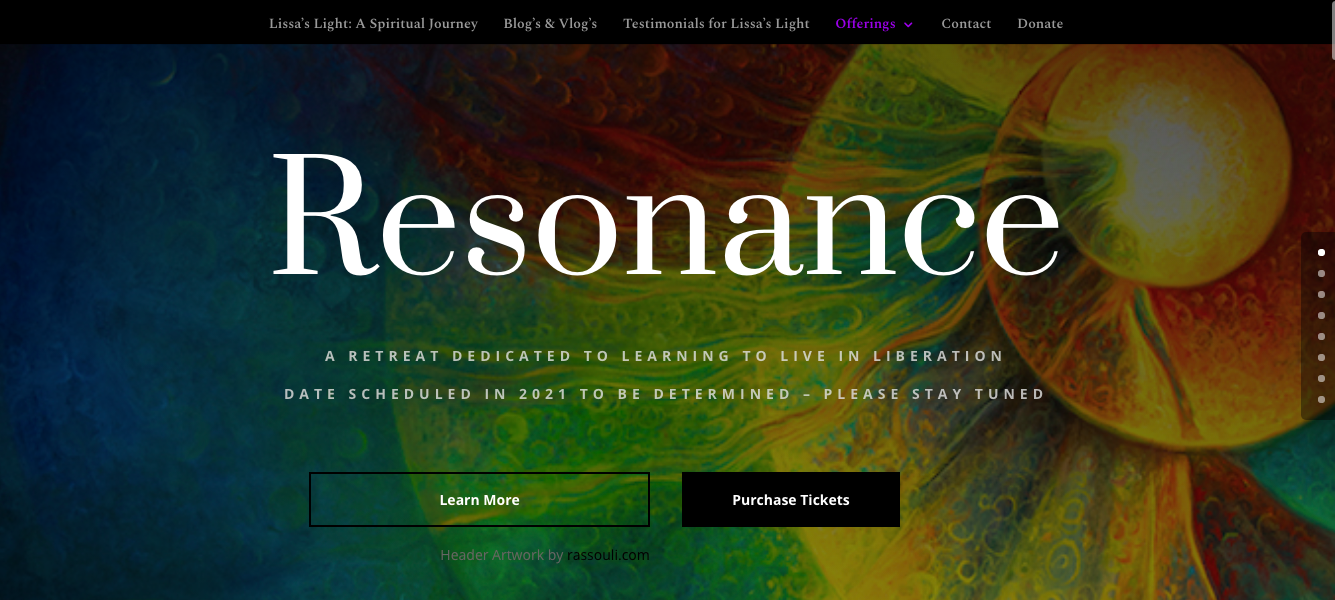 Lissa's Light: A Spiritual Journey Blog's & Vlog's Testimonials for Lissa's Light Offerings Contact Donate
Resonance
A RETREAT DEDICATED TO LEARNING TO LIVE IN LIBERATION
DATE SCHEDULED IN 2021 TO BE DETERMINED – PLEASE STAY TUNED
Learn More Purchase Tickets
Header Artwork by rassouli.com